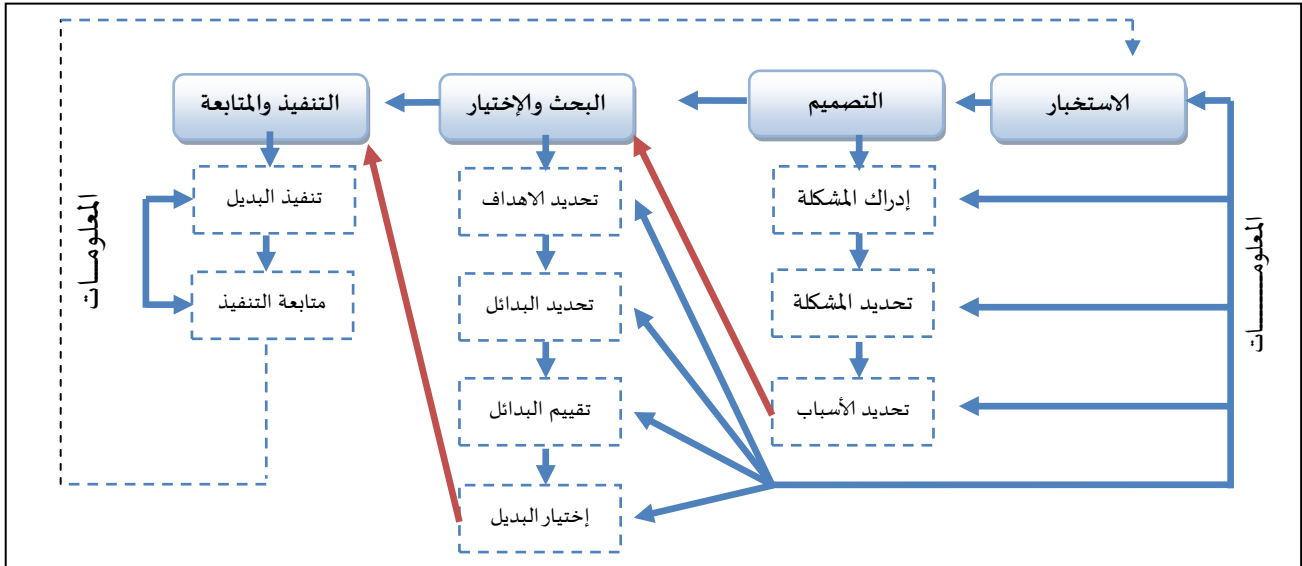 الاستخبار
التصميم
البحث والإختيار
التنفيذ والمتابعة
إدراك المشكلة
تحديد المشكلة
تحديد الأسباب
تحديد الاهداف
تحديد البدائل
تقييم البدائل
إختيار البديل
تنفيذ البديل
متابعة التنفيذ
المعلومـــــــات
المعلومـــات